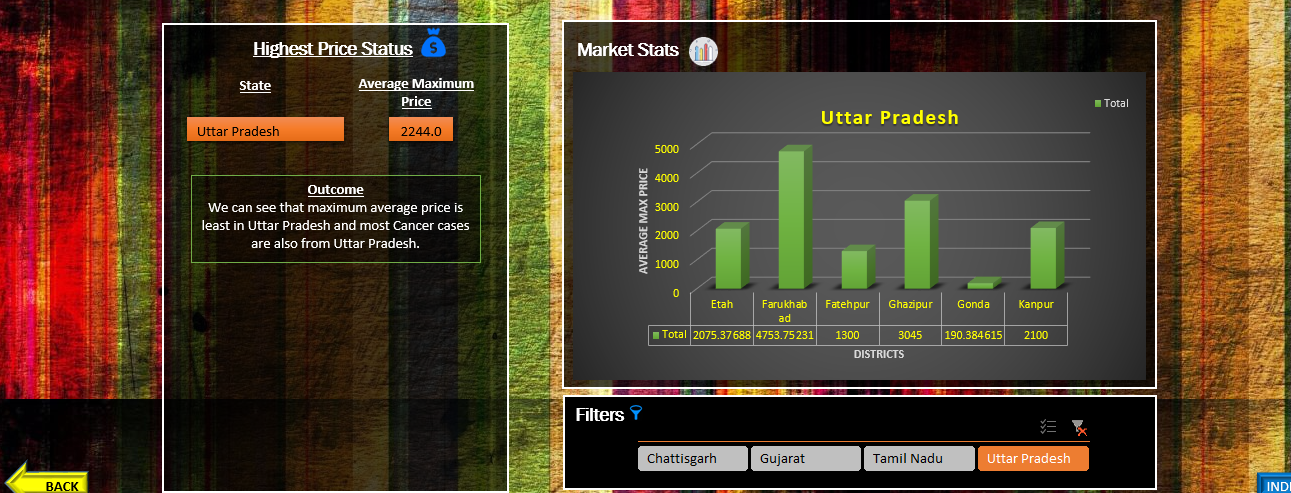 Highest Price Status
State
Average Maximum
Price
Uttar Pradesh
2244.0
Outcome
We can see that maximum average price is
least in Uttar Pradesh and most Cancer cases
are also from Uttar Pradesh.
BACK
Market Stats
Uttar Pradesh
Total
AVERAGE MAX PRICE
5000
4000
3000
2000
1000
0
Etah Farukhab Fatehpur Ghazipur Gonda Kanpur
ad
Total 2075.37688 4753.75231 1300 3045 190.384615 2100
DISTRICTS
Filters
Chattisgarh Gujarat Tamil Nadu Uttar Pradesh
INDE